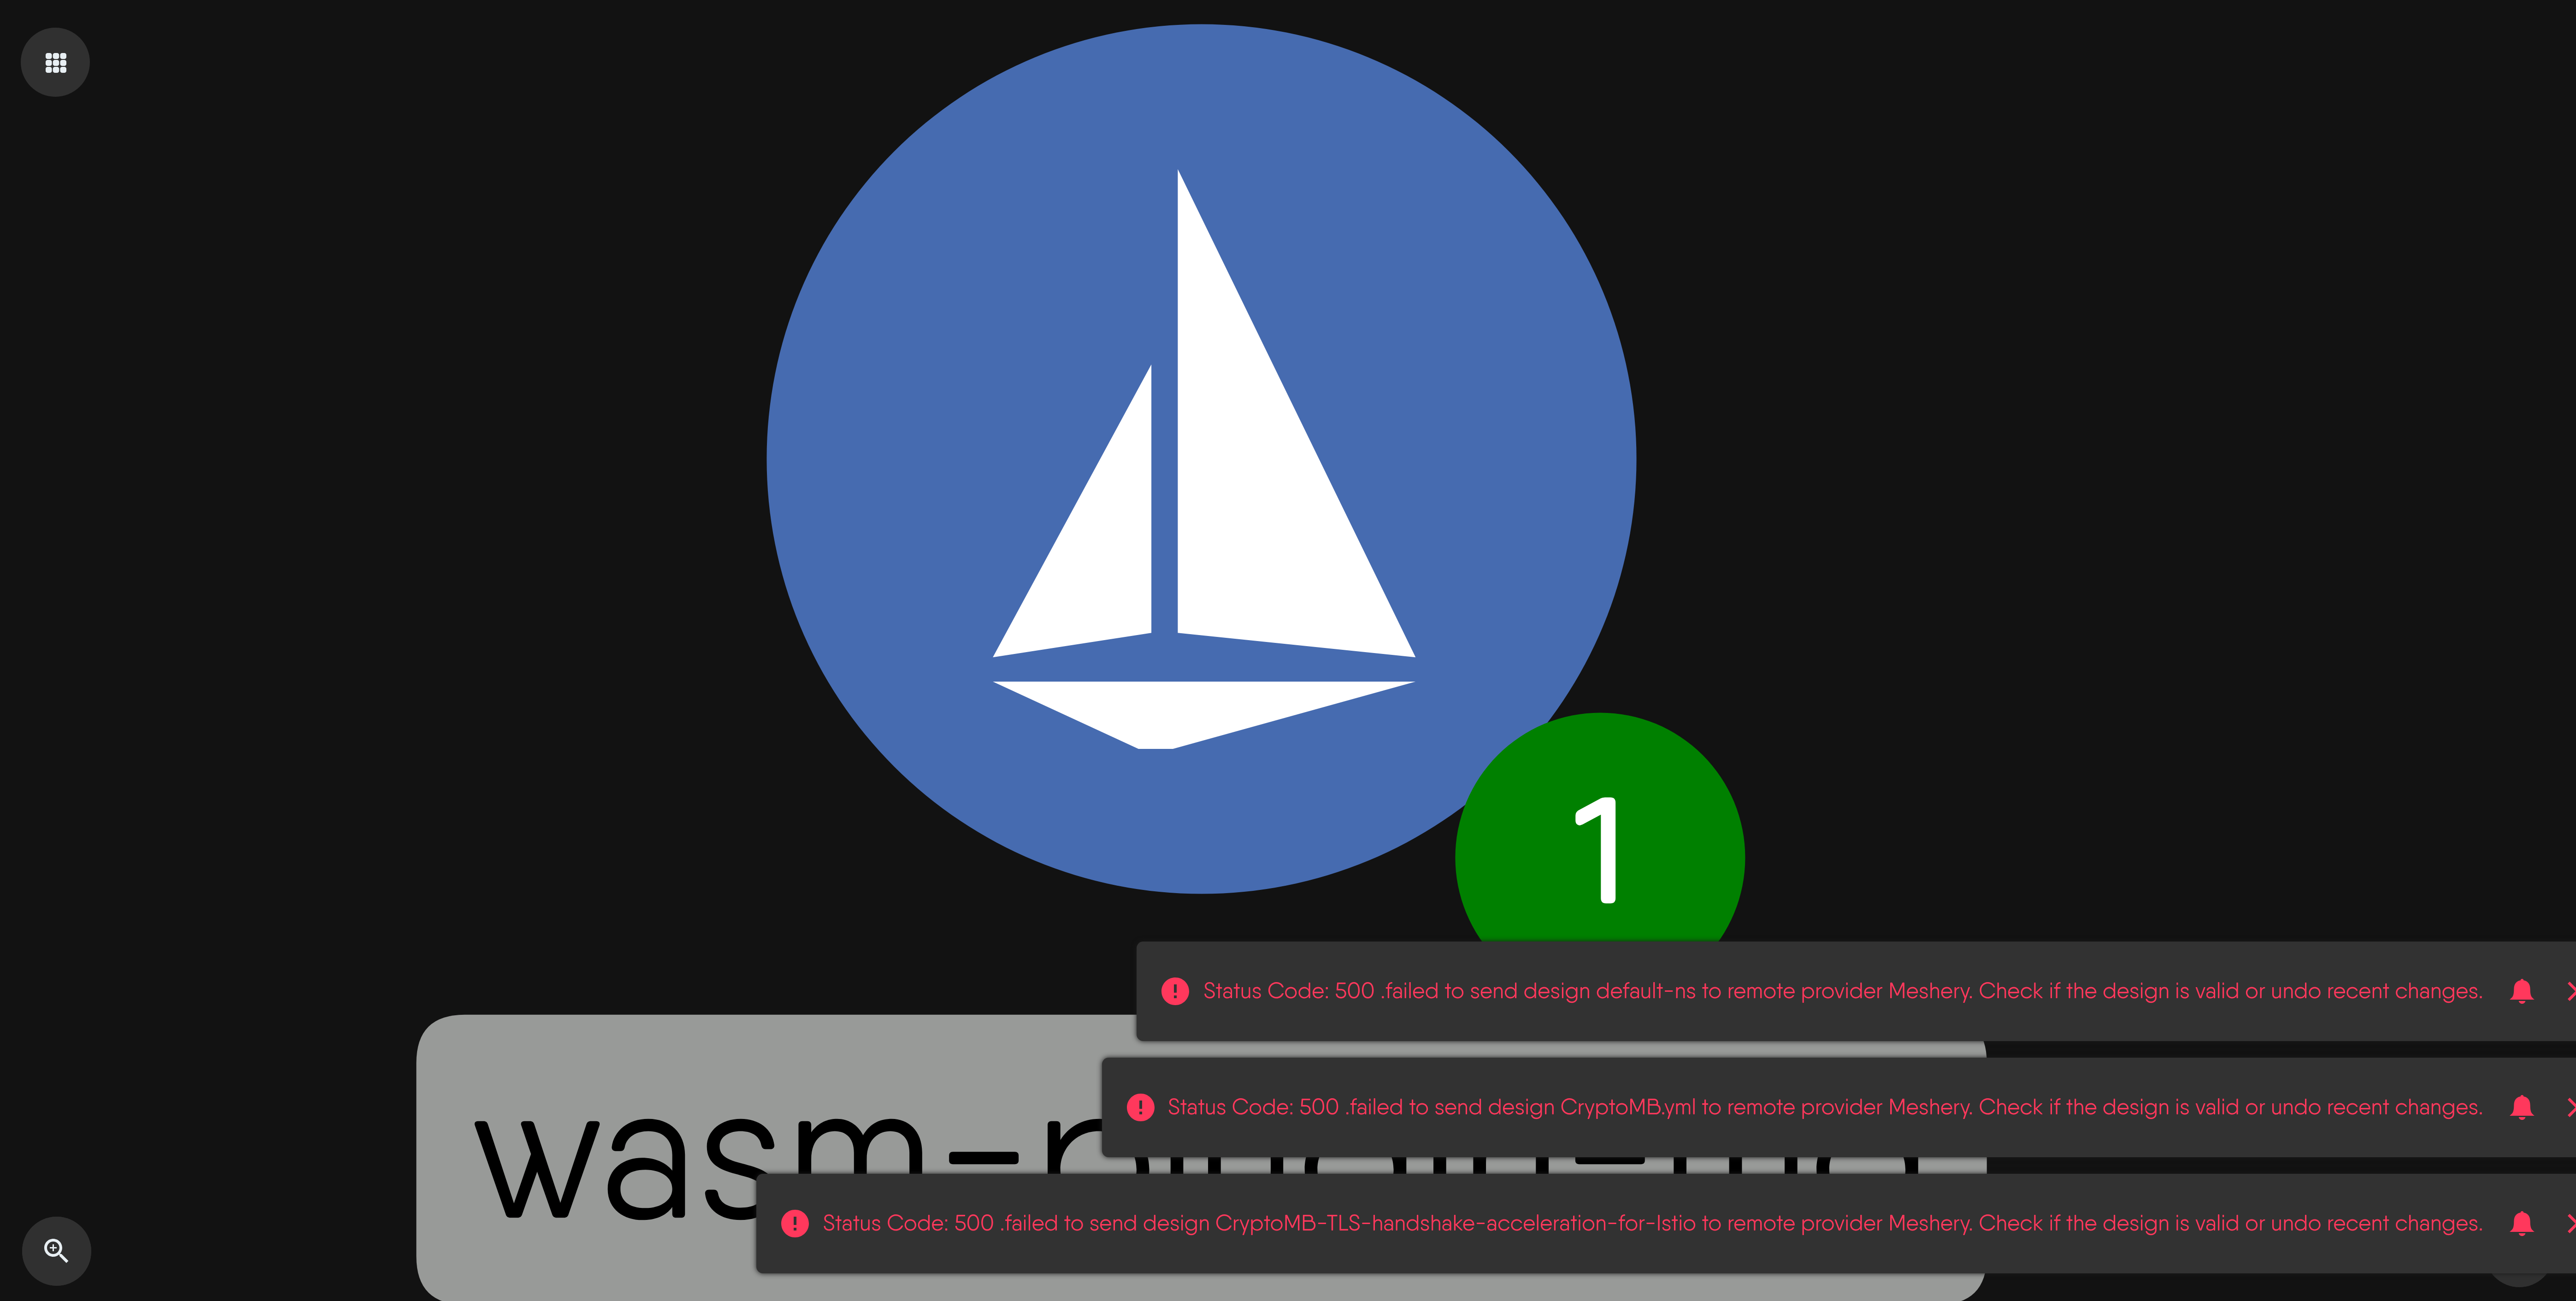 1
Status Code: 500 .failed to send design default-ns to remote provider Meshery. Check if the design is valid or undo recent changes.
Status Code: 500 .failed to send design CryptoMB.yml to remote provider Meshery. Check if the design is valid or undo recent changes.
Status Code: 500 .failed to send design CryptoMB-TLS-handshake-acceleration-for-Istio to remote provider Meshery. Check if the design is valid or undo recent changes.